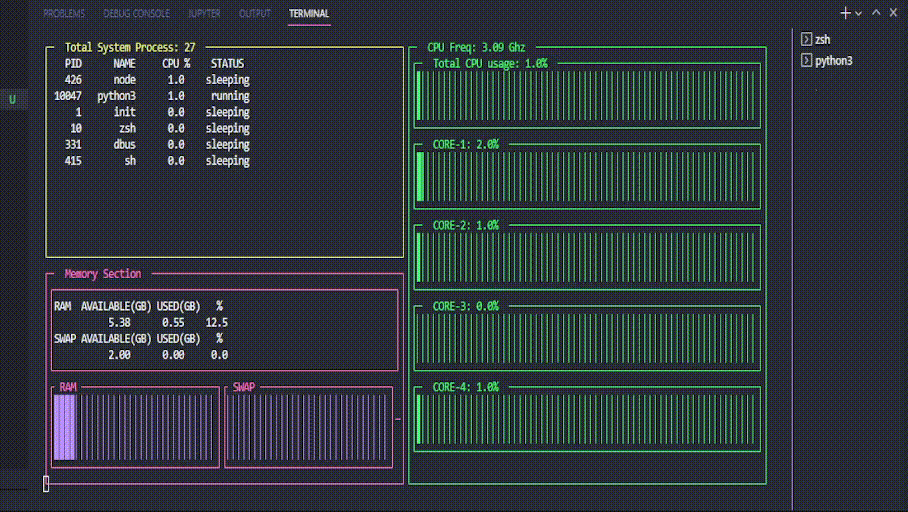 PROBLEMS DEBUG CONSOLE JUPYTER OUTPUT TERMINAL
zsh
python3
U
Total System Process: 27
PID NAME CPU % STATUS
426 node 1.0 sleeping
10047 python3 1.0 running
1 init 0.0 sleeping
10 zsh 0.0 sleeping
331 dbus 0.0 sleeping
415 sh 0.0 sleeping
Memory Section
RAM AVAILABLE(GB) USED(GB) %
5.38 0.55 12.5
SWAP AVAILABLE(GB) USED(GB) %
2.00 0.00 0.0
RAM
SWAP
CPU Freq: 3.09 Ghz
Total CPU usage: 1.0%
CORE-1: 2.0%
CORE-2: 1.0%
CORE-3: 0.0%
CORE-4: 1.0%